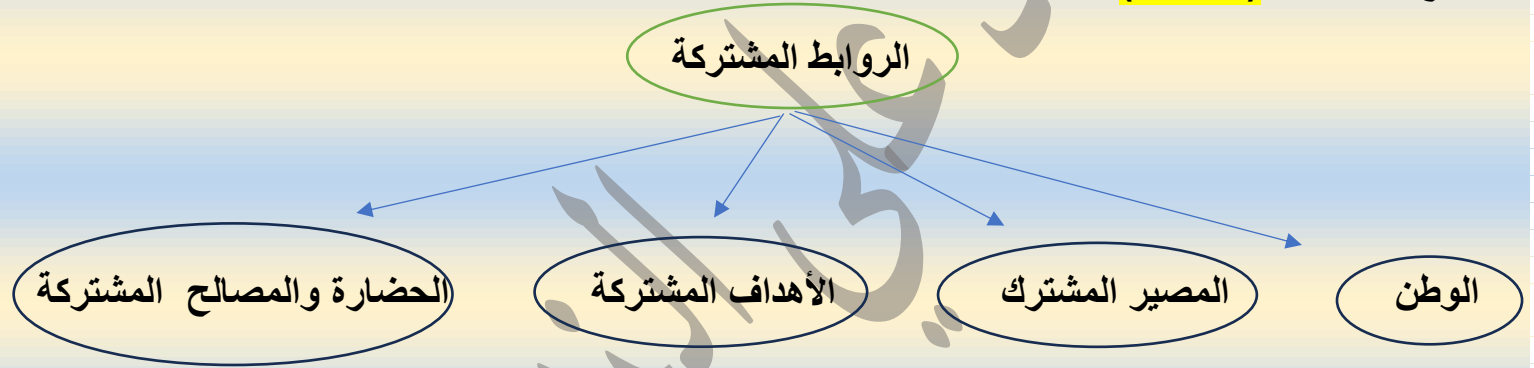 الروابط المشتركة
الوطن
المصير المشترك
الأهداف المشتركة
الحضارة والمصالح المشتركة